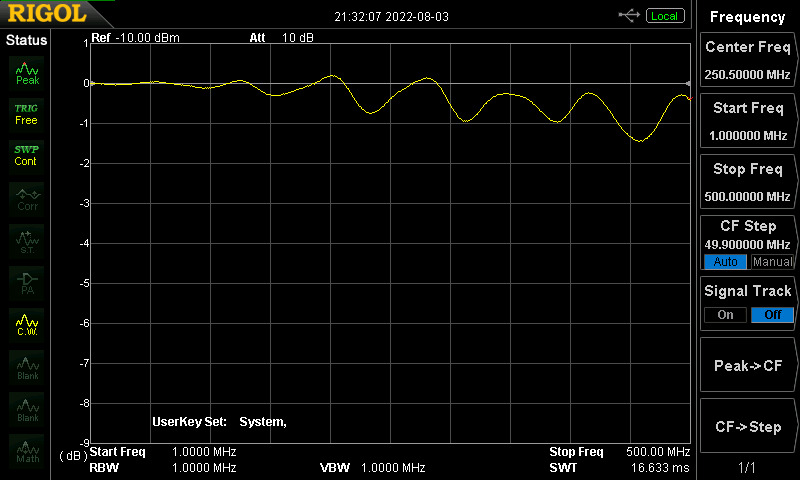 RIGOL
21:32:07 2022-08-03
Local
Status
Ref -10.00 dBm
Att 10 dB
Peak
TRIG
Free
SWP
Cont
Corr
S.T.
PA
C.W.
Blank
Blank
Math
1
0
-1
-2
-3
-4
-5
-6
-7
-8
-9
(dB)
UserKey Set: System,
Start Freq 1.0000 MHz
Stop Freq 500.00 MHz
RBW 1.0000 MHz
VBW 1.0000 MHz
SWT 16.633 ms
Frequency
Center Freq
250.50000 MHz
Start Freq
1.000000 MHz
Stop Freq
500.00000 MHz
CF Step
49.900000 MHz
Auto Manual
Signal Track
On Off
Peak->CF
CF->Step
1/1